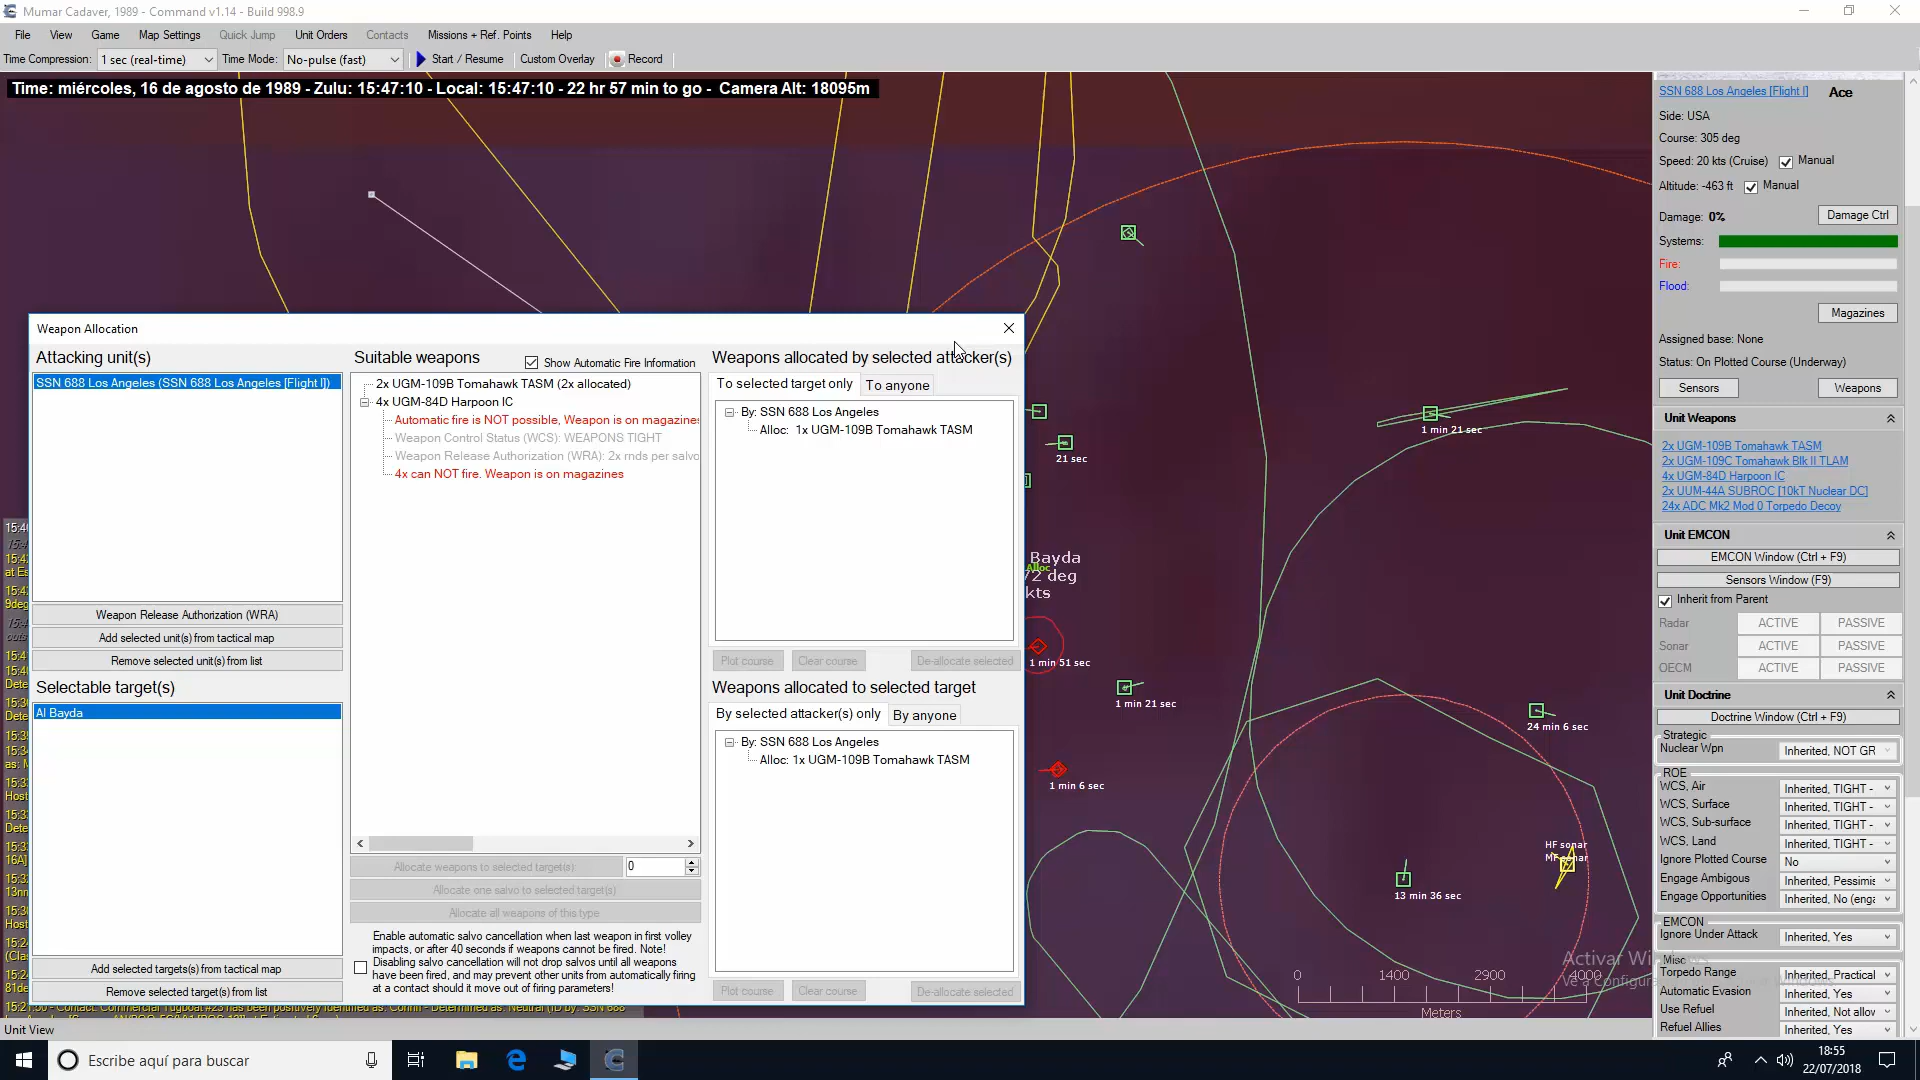 Mumar Cadaver, 1989 - Command v1.14 - Build 998.9
File View Game Map Settings Quick Jump Unit Orders Contacts Missions + Ref. Points Help
Time Compression: 1 sec (real-time) Time Mode: No-pulse (fast) Start / Resume Custom Overlay Record
Time: miércoles, 16 de agosto de 1989 - Zulu: 15:47:10 - Local: 15:47:10 - 22 hr 57 min to go - Camera Alt: 18095m
Weapon Allocation
Attacking unit(s)
SSN 688 Los Angeles (SSN 688 Los Angeles [Flight I])
Weapon Release Authorization (WRA)
Add selected unit(s) from tactical map
Remove selected unit(s) from list
Selectable target(s)
Al Bayda
Add selected targets(s) from tactical map
Remove selected target(s) from list
Suitable weapons
Show Automatic Fire Information
2x UGM-109B Tomahawk TASM (2x allocated)
4x UGM-84D Harpoon IC
Automatic fire is NOT possible, Weapon is on magazines
Weapon Control Status (WCS): WEAPONS TIGHT
Weapon Release Authorization (WRA): 2x rnds per salvo
4x can NOT fire. Weapon is on magazines
Allocate weapons to selected target(s): 0
Allocate one salvo to selected target(s)
Allocate all weapons of this type
Enable automatic salvo cancellation when last weapon in first volley
impacts, or after 40 seconds if weapons cannot be fired. Note!
Disabling salvo cancellation will not drop salvos until all weapons
have been fired, and may prevent other units from automatically firing
at a contact should it move out of firing parameters!
Weapons allocated by selected attacker(s)
To selected target only To anyone
By: SSN 688 Los Angeles
Alloc: 1x UGM-109B Tomahawk TASM
Plot course Clear course De-allocate selected
Weapons allocated to selected target
By selected attacker(s) only By anyone
By: SSN 688 Los Angeles
Alloc: 1x UGM-109B Tomahawk TASM
Plot course Clear course De-allocate selected
21 sec
1 min 21 sec
Bayda
Alloc
72 deg
kts
1 min 51 sec
1 min 21 sec
24 min 6 sec
1 min 6 sec
HF sonar
MF sonar
13 min 36 sec
0 1400 2900 4000
Meters
Activar Wi
Ve a Configura
SSN 688 Los Angeles [Flight I] Ace
Side: USA
Course: 305 deg
Speed: 20 kts (Cruise) Manual
Altitude: -463 ft Manual
Damage: 0% Damage Ctrl
Systems:
Fire:
Flood:
Magazines
Assigned base: None
Status: On Plotted Course (Underway)
Sensors Weapons
Unit Weapons
2x UGM-109B Tomahawk TASM
2x UGM-109C Tomahawk Blk II TLAM
4x UGM-84D Harpoon IC
2x UUM-44A SUBROC [10kT Nuclear DC]
24x ADC Mk2 Mod 0 Torpedo Decoy
Unit EMCON
EMCON Window (Ctrl + F9)
Sensors Window (F9)
Inherit from Parent
Radar ACTIVE PASSIVE
Sonar ACTIVE PASSIVE
OECM ACTIVE PASSIVE
Unit Doctrine
Doctrine Window (Ctrl + F9)
Strategic
Nuclear Wpn Inherited, NOT GR
ROE
WCS, Air Inherited, TIGHT -
WCS, Surface Inherited, TIGHT -
WCS, Sub-surface Inherited, TIGHT -
WCS, Land Inherited, TIGHT -
Ignore Plotted Course No
Engage Ambiguous Inherited, Pessimis
Engage Opportunities Inherited, No (enga
EMCON
Ignore Under Attack Inherited, Yes
Misc
Torpedo Range Inherited, Practical
Automatic Evasion Inherited, Yes
Use Refuel Inherited, Not allow
Refuel Allies Inherited, Yes
Unit View
Escribe aquí para buscar
18:55
22/07/2018